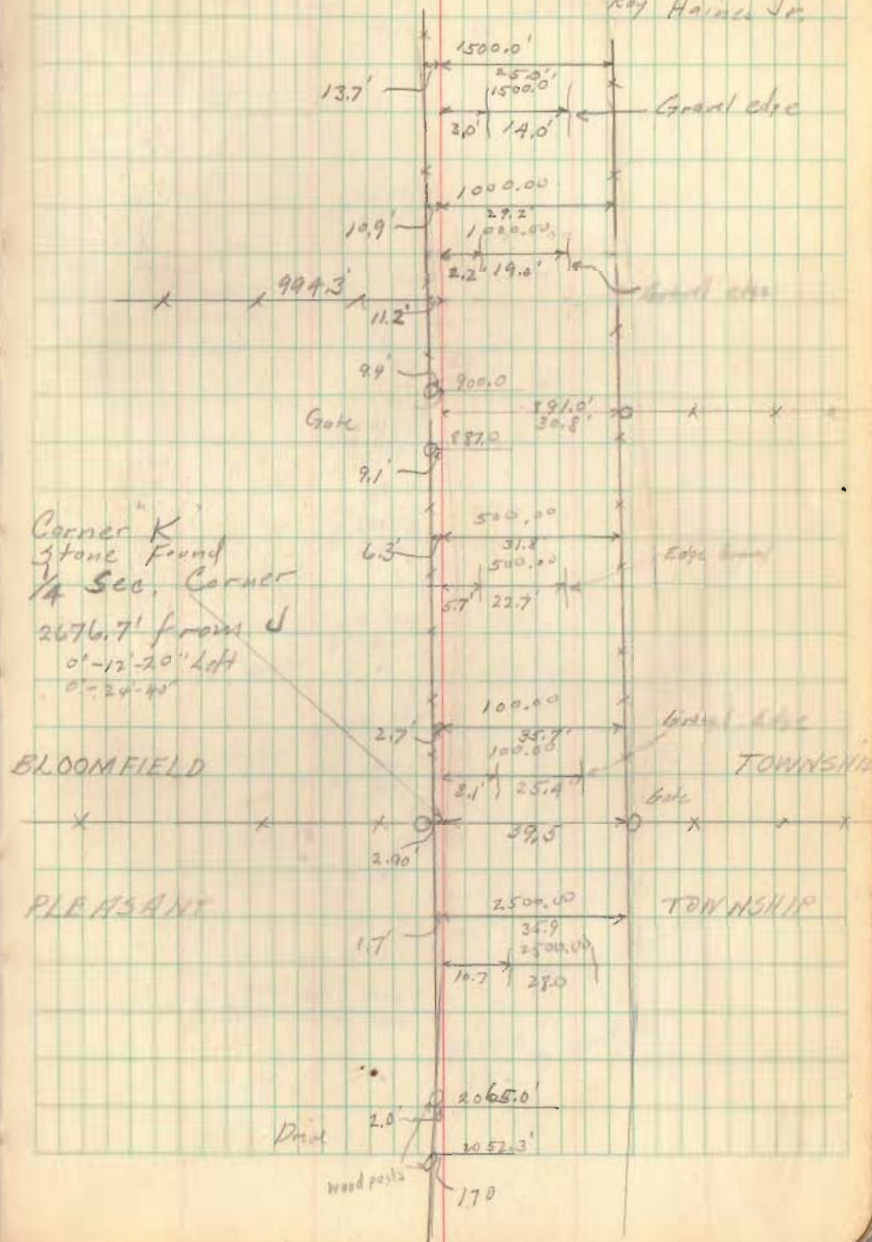 Roy Haines Jr.
1500.0'
25.0'
13.7'
1500.0'
3.0' 14.0'
Gravel edge
1000.00
29.2'
10.9'
1000.00
2.2' 19.0'
Gravel edge
994.3'
11.2'
9.4'
900.0
Gate
891.0'
30.8'
887.0
9.1'
500.00
31.8'
6.3'
500.00
Edge
5.7' 22.7'
Corner "K"
Stone Found
1/4 Sec. Corner
2676.7' from J
0°-12'-20" Left
0°-24'-40"
100.00
35.7'
2.7'
100.00
Gravel Edge
8.1' 25.4'
BLOOMFIELD TOWNSHIP
Gate
39.5
2.90'
PLEASANT TOWNSHIP
2500.00
35.9
1.7'
2500.00
10.7 28.0
2065.0'
2.0'
2052.3'
wood posts